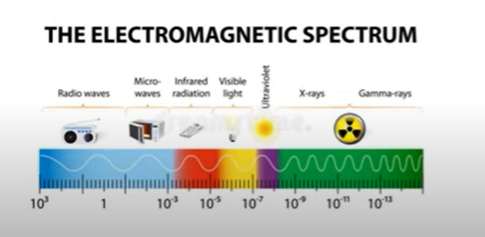 THE ELECTROMAGNETIC SPECTRUM
Radio waves
Micro-
waves
Infrared
radiation
Visible
light
Ultraviolet
X-rays
Gamma-rays
10³ 1 10⁻³ 10⁻⁵ 10⁻⁷ 10⁻⁹ 10⁻¹¹ 10⁻¹³